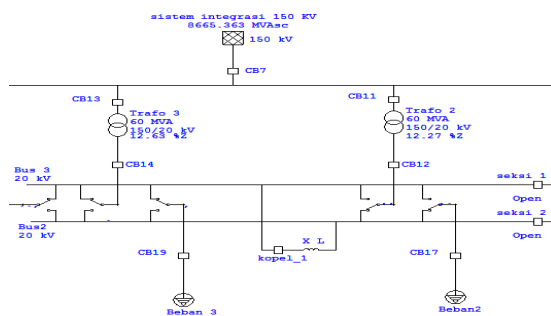 sistem integrasi 150 KV
8665.363 MVAsc
150 kV
CB7
CB13
CB11
Trafo 3
60 MVA
150/20 kV
12.63 %Z
Trafo 2
60 MVA
150/20 kV
12.27 %Z
CB14
CB12
Bus 3
20 kV
seksi 1
Open
Bus2
20 kV
seksi 2
Open
X L
kopel_1
CB19
CB17
Beban 3
Beban2